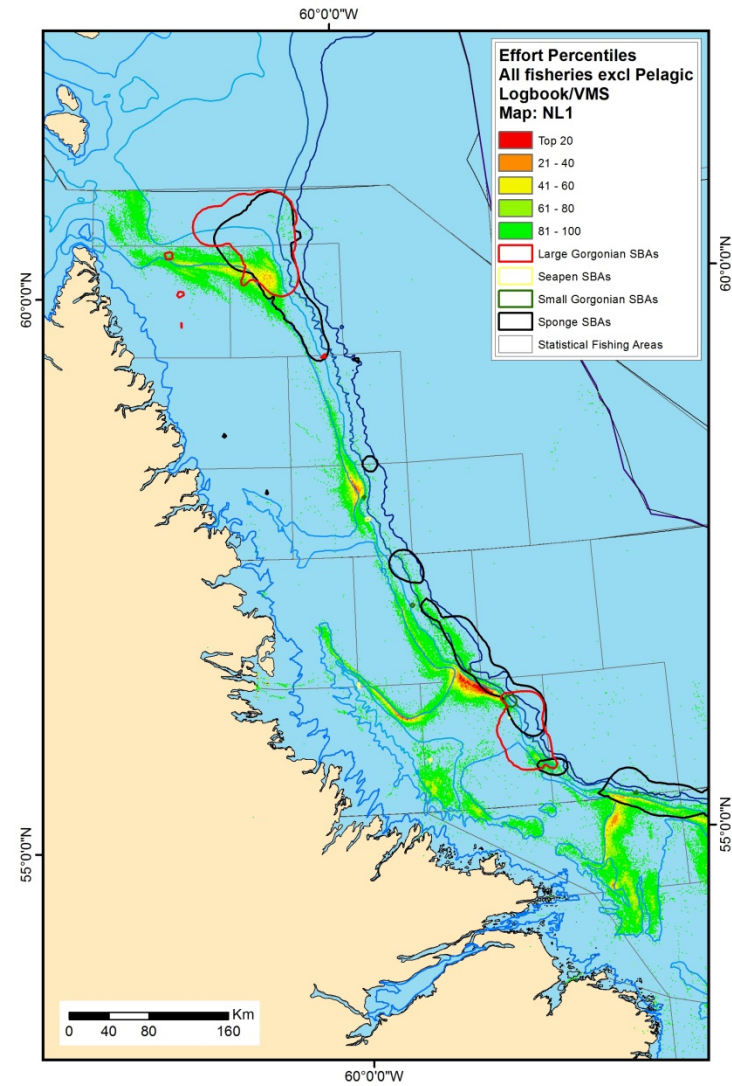 60°0'0"W
Effort Percentiles
All fisheries excl Pelagic
Logbook/VMS
Map: NL1
Top 20
21 - 40
41 - 60
61 - 80
81 - 100
Large Gorgonian SBAs
Seapen SBAs
Small Gorgonian SBAs
Sponge SBAs
Statistical Fishing Areas
60°0'0"N
60°0'0"N
55°0'0"N
55°0'0"N
Km
0 40 80 160
60°0'0"W